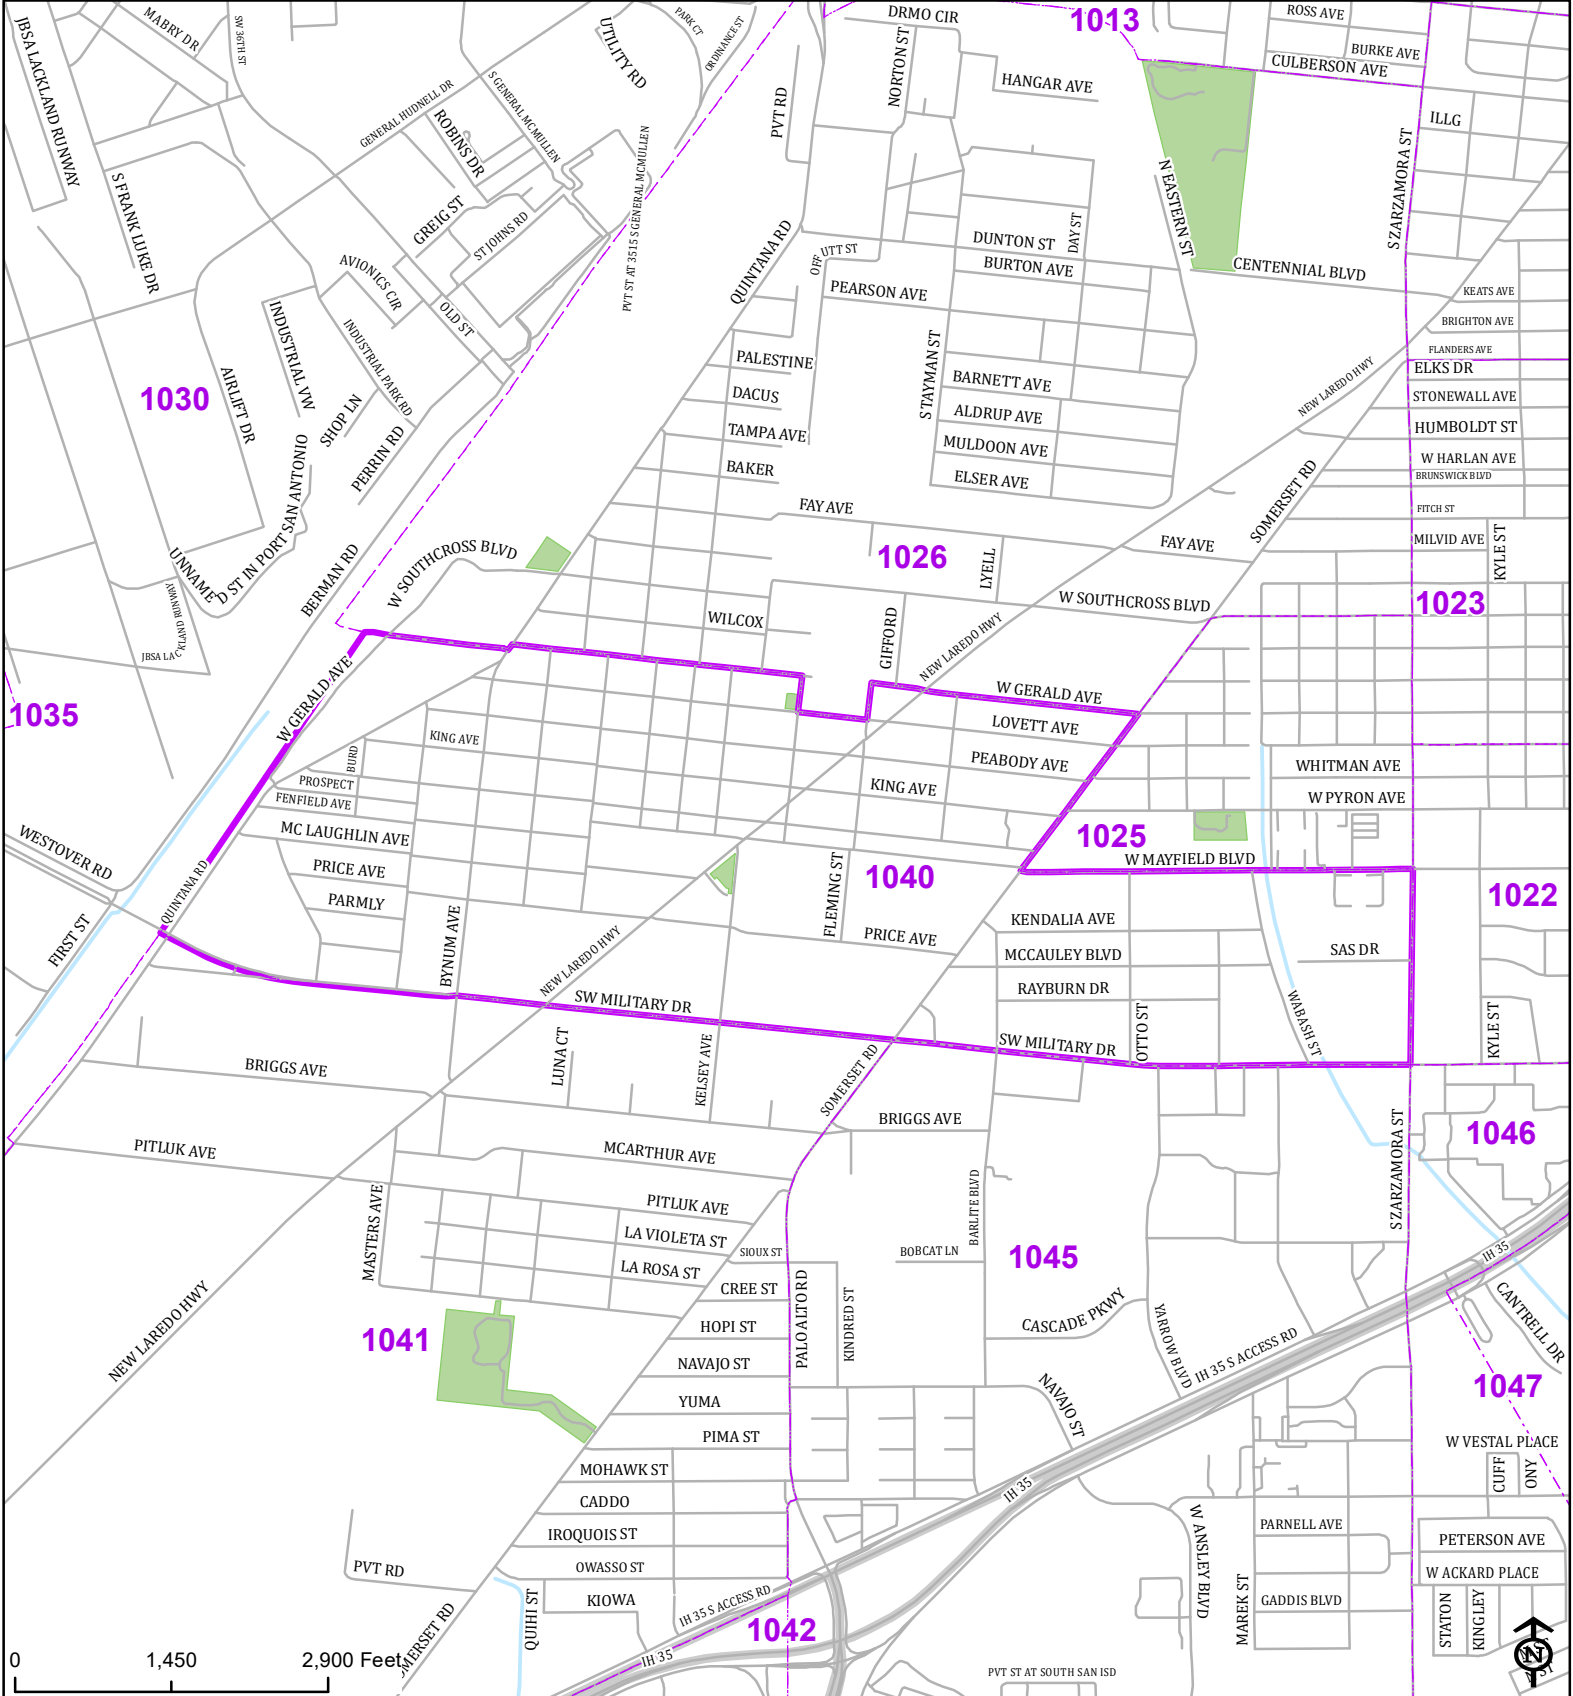 DRMO CIR
1013
ROSS AVE
MABRY DR
SW 36TH ST
PARK CT
ORDINANCE ST
UTILITY RD
BURKE AVE
CULBERSON AVE
JBSA LACKLAND RUNWAY
S GENERAL MCMULLEN
NORTON ST
HANGAR AVE
PVT RD
GENERAL HUDNELL DR
ROBINS DR
ILLG
S FRANK LUKE DR
PVT ST AT 3515 S GENERAL MCMULLEN
N EASTERN ST
S ZARZAMORA ST
GREIG ST
ST JOHNS RD
QUINTANA RD
OFFUTT ST
DUNTON ST
DAY ST
BURTON AVE
CENTENNIAL BLVD
AVIONICS CIR
PEARSON AVE
KEATS AVE
OLD ST
BRIGHTON AVE
INDUSTRIAL VW
INDUSTRIAL PARK RD
FLANDERS AVE
PALESTINE
S STAYMAN ST
NEW LAREDO HWY
ELKS DR
1030
AIRLIFT DR
BARNETT AVE
DACUS
STONEWALL AVE
SHOP LN
ALDRUP AVE
HUMBOLDT ST
TAMPA AVE
MULDOON AVE
PERRIN RD
W HARLAN AVE
BAKER
ELSER AVE
BRUNSWICK BLVD
SOMERSET RD
FAY AVE
FITCH ST
UNNAMED ST IN PORT SAN ANTONIO
MILVID AVE
KYLE ST
FAY AVE
1026
W SOUTHCROSS BLVD
BERMAN RD
LYELL
JBSA LACKLAND RUNWAY
W SOUTHCROSS BLVD
1023
WILCOX
GIFFORD
NEW LAREDO HWY
W GERALD AVE
W GERALD AVE
1035
LOVETT AVE
KING AVE
BURD
PEABODY AVE
WHITMAN AVE
PROSPECT
KING AVE
W PYRON AVE
FENFIELD AVE
MC LAUGHLIN AVE
1025
WESTOVER RD
PRICE AVE
W MAYFIELD BLVD
1040
QUINTANA RD
PARMLY
FLEMING ST
1022
FIRST ST
BYNUM AVE
KENDALIA AVE
PRICE AVE
SAS DR
MCCAULEY BLVD
NEW LAREDO HWY
RAYBURN DR
SW MILITARY DR
WABASH ST
OTTO ST
KYLE ST
SW MILITARY DR
LUNA CT
KELSEY AVE
BRIGGS AVE
SOMERSET RD
BRIGGS AVE
1046
PITLUK AVE
MCARTHUR AVE
S ZARZAMORA ST
MASTERS AVE
PITLUK AVE
BARLITE BLVD
LA VIOLETA ST
SIOUX ST
BOBCAT LN
1045
IH 35
LA ROSA ST
CREE ST
PALO ALTO RD
KINDRED ST
CANTRELL DR
NEW LAREDO HWY
HOPI ST
CASCADE PKWY
YARROW BLVD
1041
IH 35 S ACCESS RD
NAVAJO ST
1047
NAVAJO ST
YUMA
PIMA ST
W VESTAL PLACE
MOHAWK ST
CUFF
ONY
CADDO
IH 35
PARNELL AVE
IROQUOIS ST
W ANSLEY BLVD
PETERSON AVE
PVT RD
OWASSO ST
W ACKARD PLACE
KIOWA
GADDIS BLVD
IH 35 S ACCESS RD
MAREK ST
STATON
KINGLEY
QUIHI ST
1042
IH 35
MERSET RD
PVT ST AT SOUTH SAN ISD
0 1,450 2,900 Feet
N